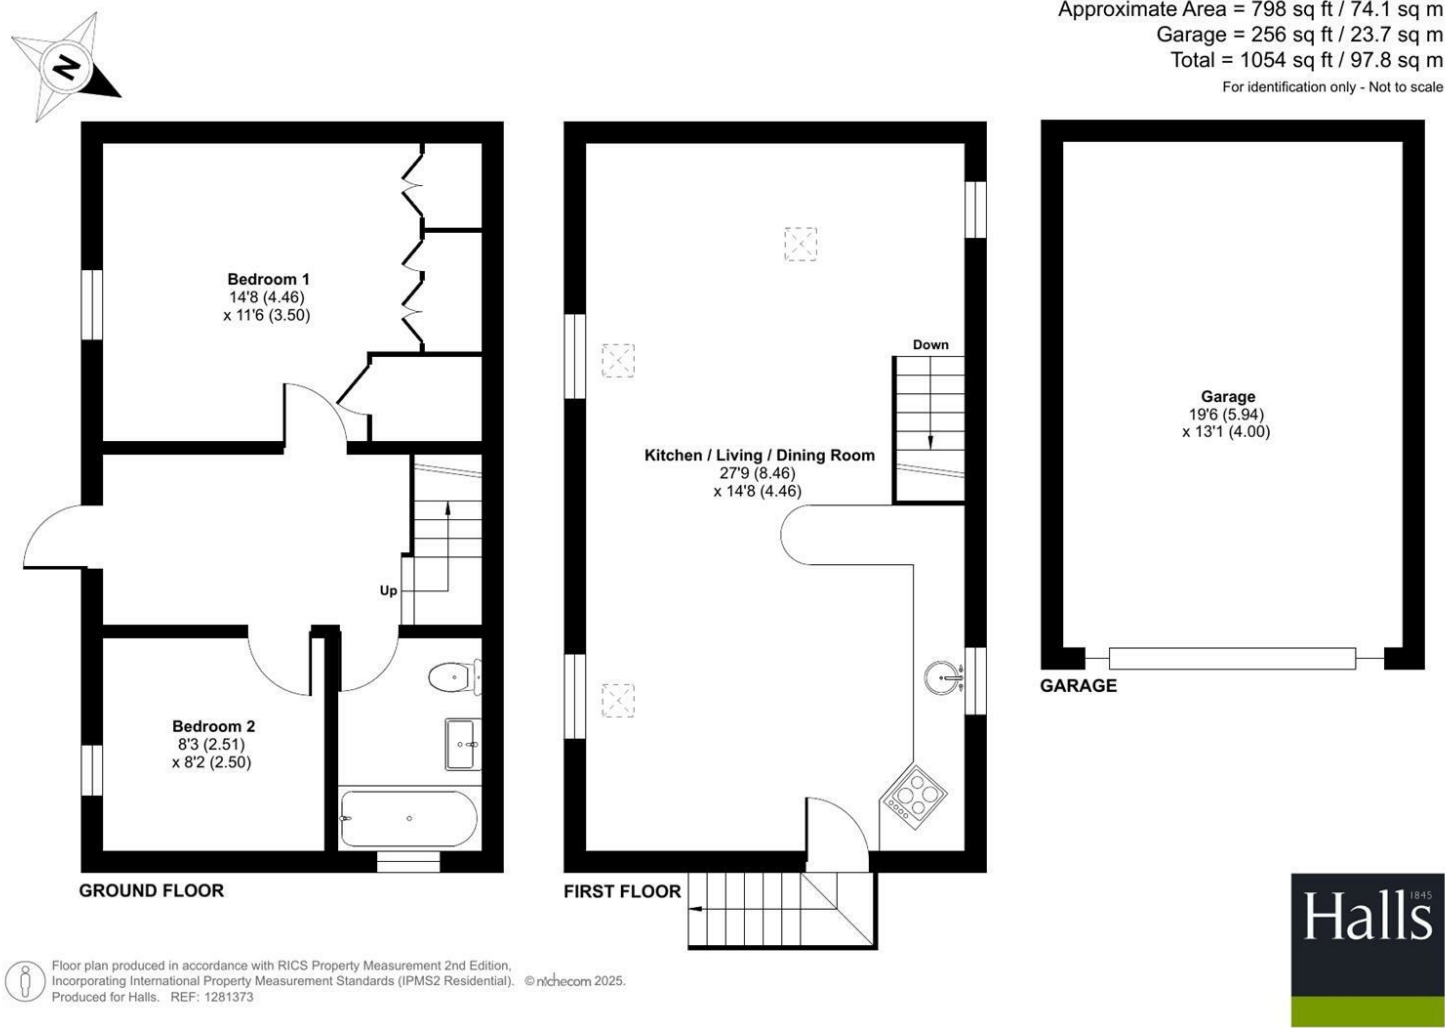 Approximate Area = 798 sq ft / 74.1 sq m
Garage = 256 sq ft / 23.7 sq m
Total = 1054 sq ft / 97.8 sq m
For identification only - Not to scale
N
Bedroom 1
14'8 (4.46)
x 11'6 (3.50)
Up
Bedroom 2
8'3 (2.51)
x 8'2 (2.50)
GROUND FLOOR
Down
Kitchen / Living / Dining Room
27'9 (8.46)
x 14'8 (4.46)
FIRST FLOOR
Garage
19'6 (5.94)
x 13'1 (4.00)
GARAGE
Halls
1845
Floor plan produced in accordance with RICS Property Measurement 2nd Edition,
Incorporating International Property Measurement Standards (IPMS2 Residential). © nichecom 2025.
Produced for Halls. REF: 1281373